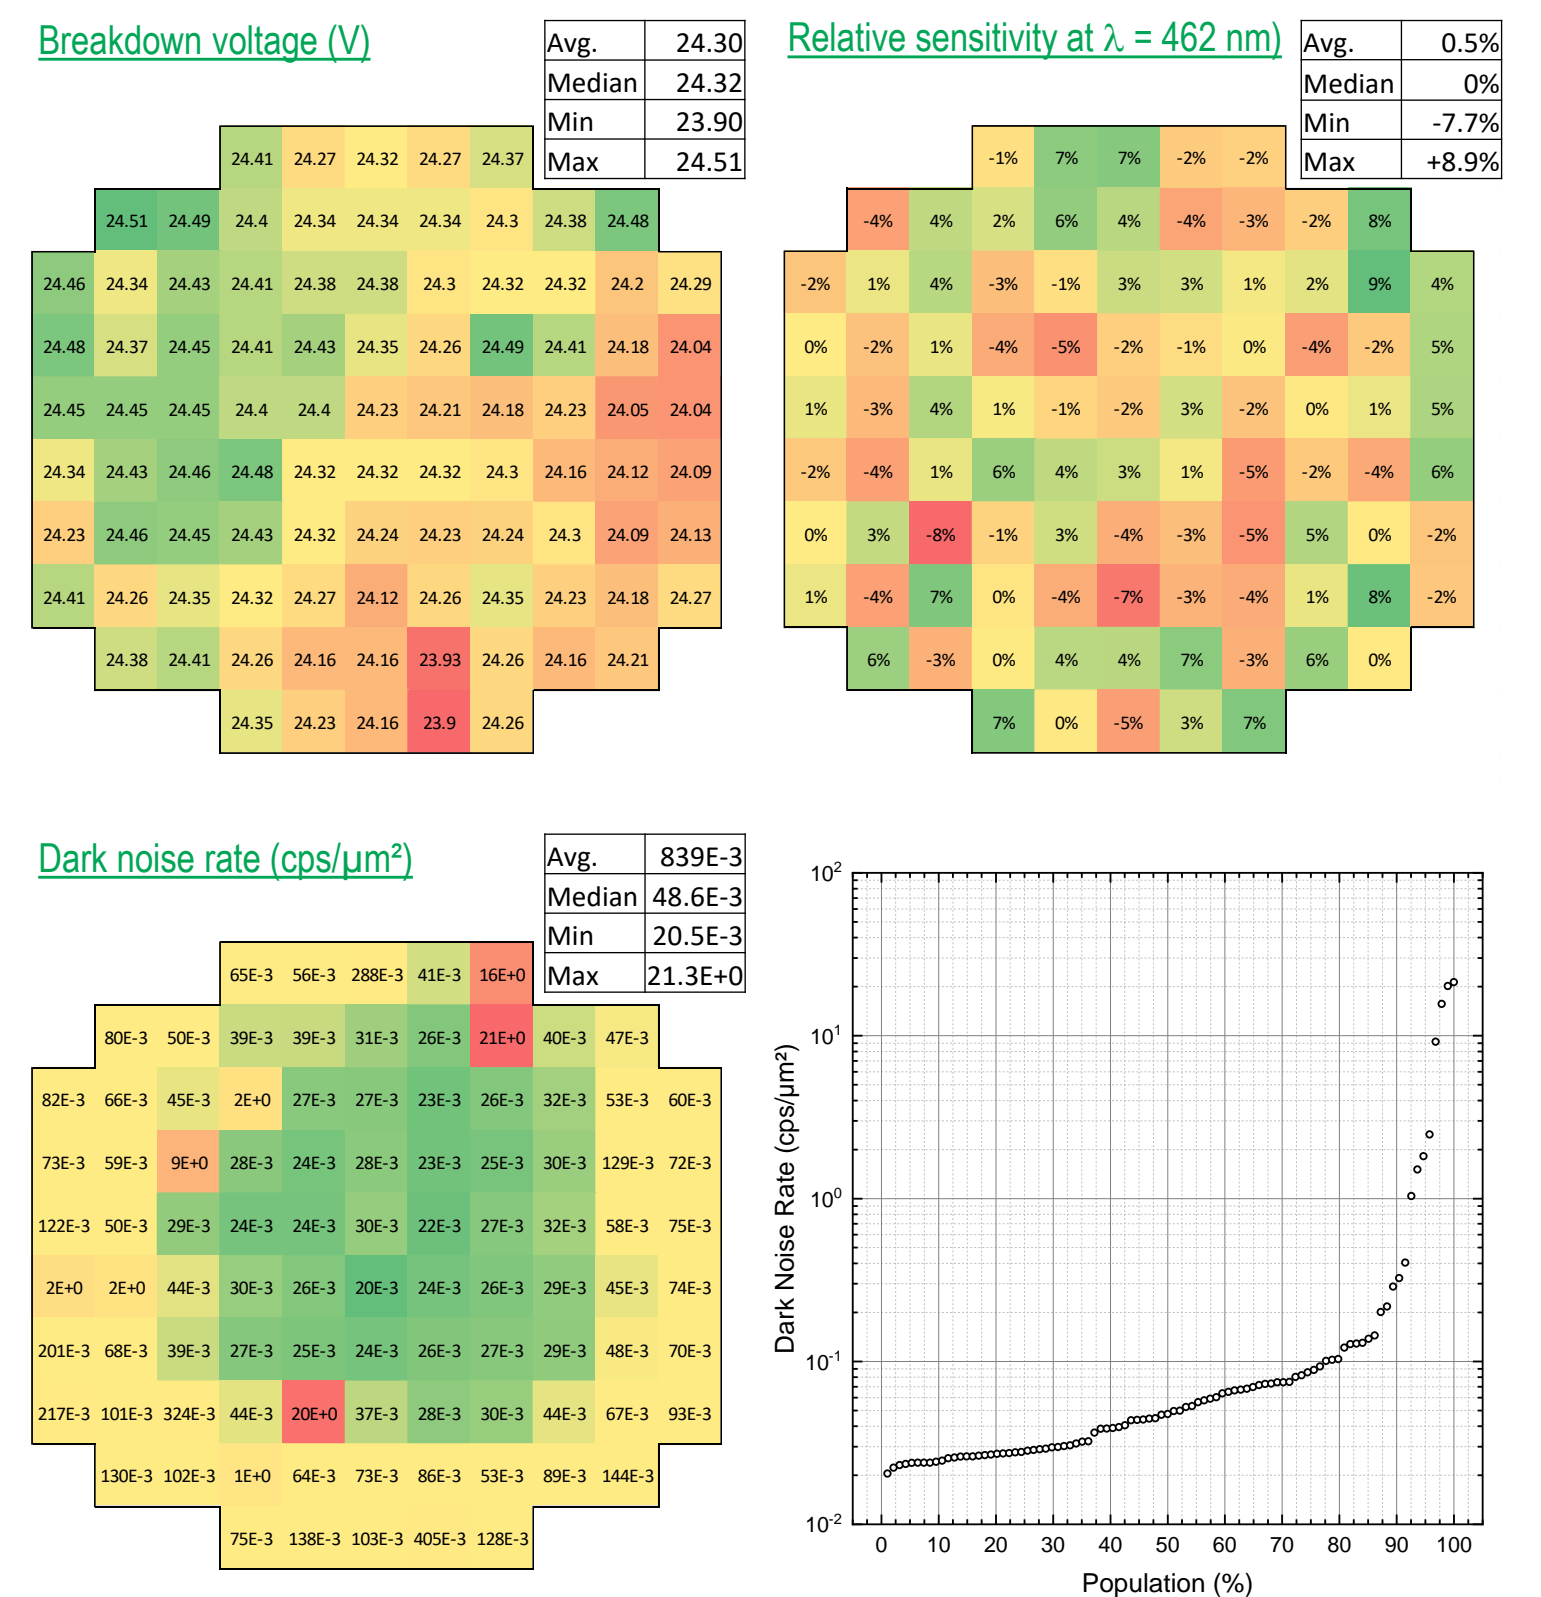 Breakdown voltage (V)
Avg. 24.30
Median 24.32
Min 23.90
Max 24.51
24.41 24.27 24.32 24.27 24.37
24.51 24.49 24.4 24.34 24.34 24.34 24.3 24.38 24.48
24.46 24.34 24.43 24.41 24.38 24.38 24.3 24.32 24.32 24.2 24.29
24.48 24.37 24.45 24.41 24.43 24.35 24.26 24.49 24.41 24.18 24.04
24.45 24.45 24.45 24.4 24.4 24.23 24.21 24.18 24.23 24.05 24.04
24.34 24.43 24.46 24.48 24.32 24.32 24.32 24.3 24.16 24.12 24.09
24.23 24.46 24.45 24.43 24.32 24.24 24.23 24.24 24.3 24.09 24.13
24.41 24.26 24.35 24.32 24.27 24.12 24.26 24.35 24.23 24.18 24.27
24.38 24.41 24.26 24.16 24.16 23.93 24.26 24.16 24.21
24.35 24.23 24.16 23.9 24.26
Relative sensitivity at λ = 462 nm)
Avg. 0.5%
Median 0%
Min -7.7%
Max +8.9%
-1% 7% 7% -2% -2%
-4% 4% 2% 6% 4% -4% -3% -2% 8%
-2% 1% 4% -3% -1% 3% 3% 1% 2% 9% 4%
0% -2% 1% -4% -5% -2% -1% 0% -4% -2% 5%
1% -3% 4% 1% -1% -2% 3% -2% 0% 1% 5%
-2% -4% 1% 6% 4% 3% 1% -5% -2% -4% 6%
0% 3% -8% -1% 3% -4% -3% -5% 5% 0% -2%
1% -4% 7% 0% -4% -7% -3% -4% 1% 8% -2%
6% -3% 0% 4% 4% 7% -3% 6% 0%
7% 0% -5% 3% 7%
Dark noise rate (cps/µm²)
Avg. 839E-3
Median 48.6E-3
Min 20.5E-3
Max 21.3E+0
65E-3 56E-3 288E-3 41E-3 16E+0
80E-3 50E-3 39E-3 39E-3 31E-3 26E-3 21E+0 40E-3 47E-3
82E-3 66E-3 45E-3 2E+0 27E-3 27E-3 23E-3 26E-3 32E-3 53E-3 60E-3
73E-3 59E-3 9E+0 28E-3 24E-3 28E-3 23E-3 25E-3 30E-3 129E-3 72E-3
122E-3 50E-3 29E-3 24E-3 24E-3 30E-3 22E-3 27E-3 32E-3 58E-3 75E-3
2E+0 2E+0 44E-3 30E-3 26E-3 20E-3 24E-3 26E-3 29E-3 45E-3 74E-3
201E-3 68E-3 39E-3 27E-3 25E-3 24E-3 26E-3 27E-3 29E-3 48E-3 70E-3
217E-3 101E-3 324E-3 44E-3 20E+0 37E-3 28E-3 30E-3 44E-3 67E-3 93E-3
130E-3 102E-3 1E+0 64E-3 73E-3 86E-3 53E-3 89E-3 144E-3
75E-3 138E-3 103E-3 405E-3 128E-3
Dark Noise Rate (cps/µm²)
10²
10¹
10⁰
10⁻¹
10⁻²
0 10 20 30 40 50 60 70 80 90 100
Population (%)